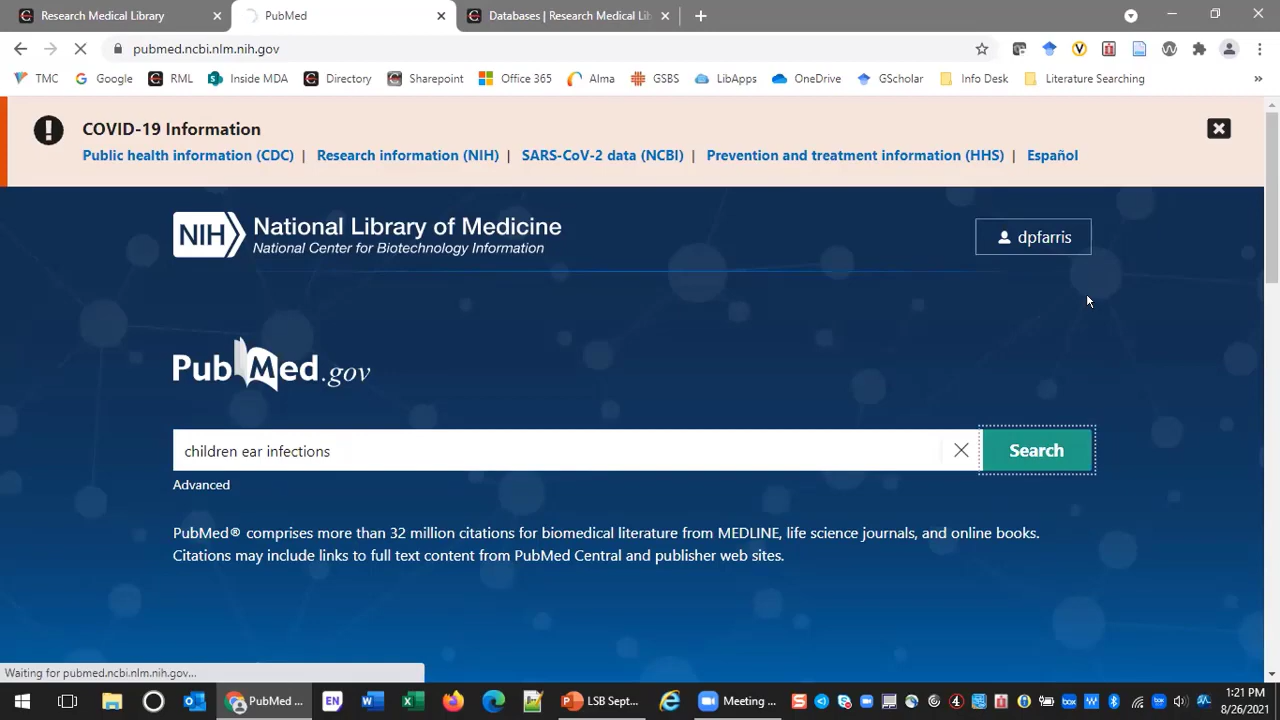 Research Medical Library
PubMed
Databases | Research Medical Lib
pubmed.ncbi.nlm.nih.gov
TMC
Google
RML
Inside MDA
Directory
Sharepoint
Office 365
Alma
GSBS
LibApps
OneDrive
GScholar
Info Desk
Literature Searching
COVID-19 Information
Public health information (CDC) | Research information (NIH) | SARS-CoV-2 data (NCBI) | Prevention and treatment information (HHS) | Español
NIH
National Library of Medicine
National Center for Biotechnology Information
dpfarris
PubMed.gov
children ear infections
Search
Advanced
PubMed® comprises more than 32 million citations for biomedical literature from MEDLINE, life science journals, and online books.
Citations may include links to full text content from PubMed Central and publisher web sites.
Waiting for pubmed.ncbi.nlm.nih.gov...
PubMed ...
EN
LSB Sept...
Meeting ...
1:21 PM
8/26/2021